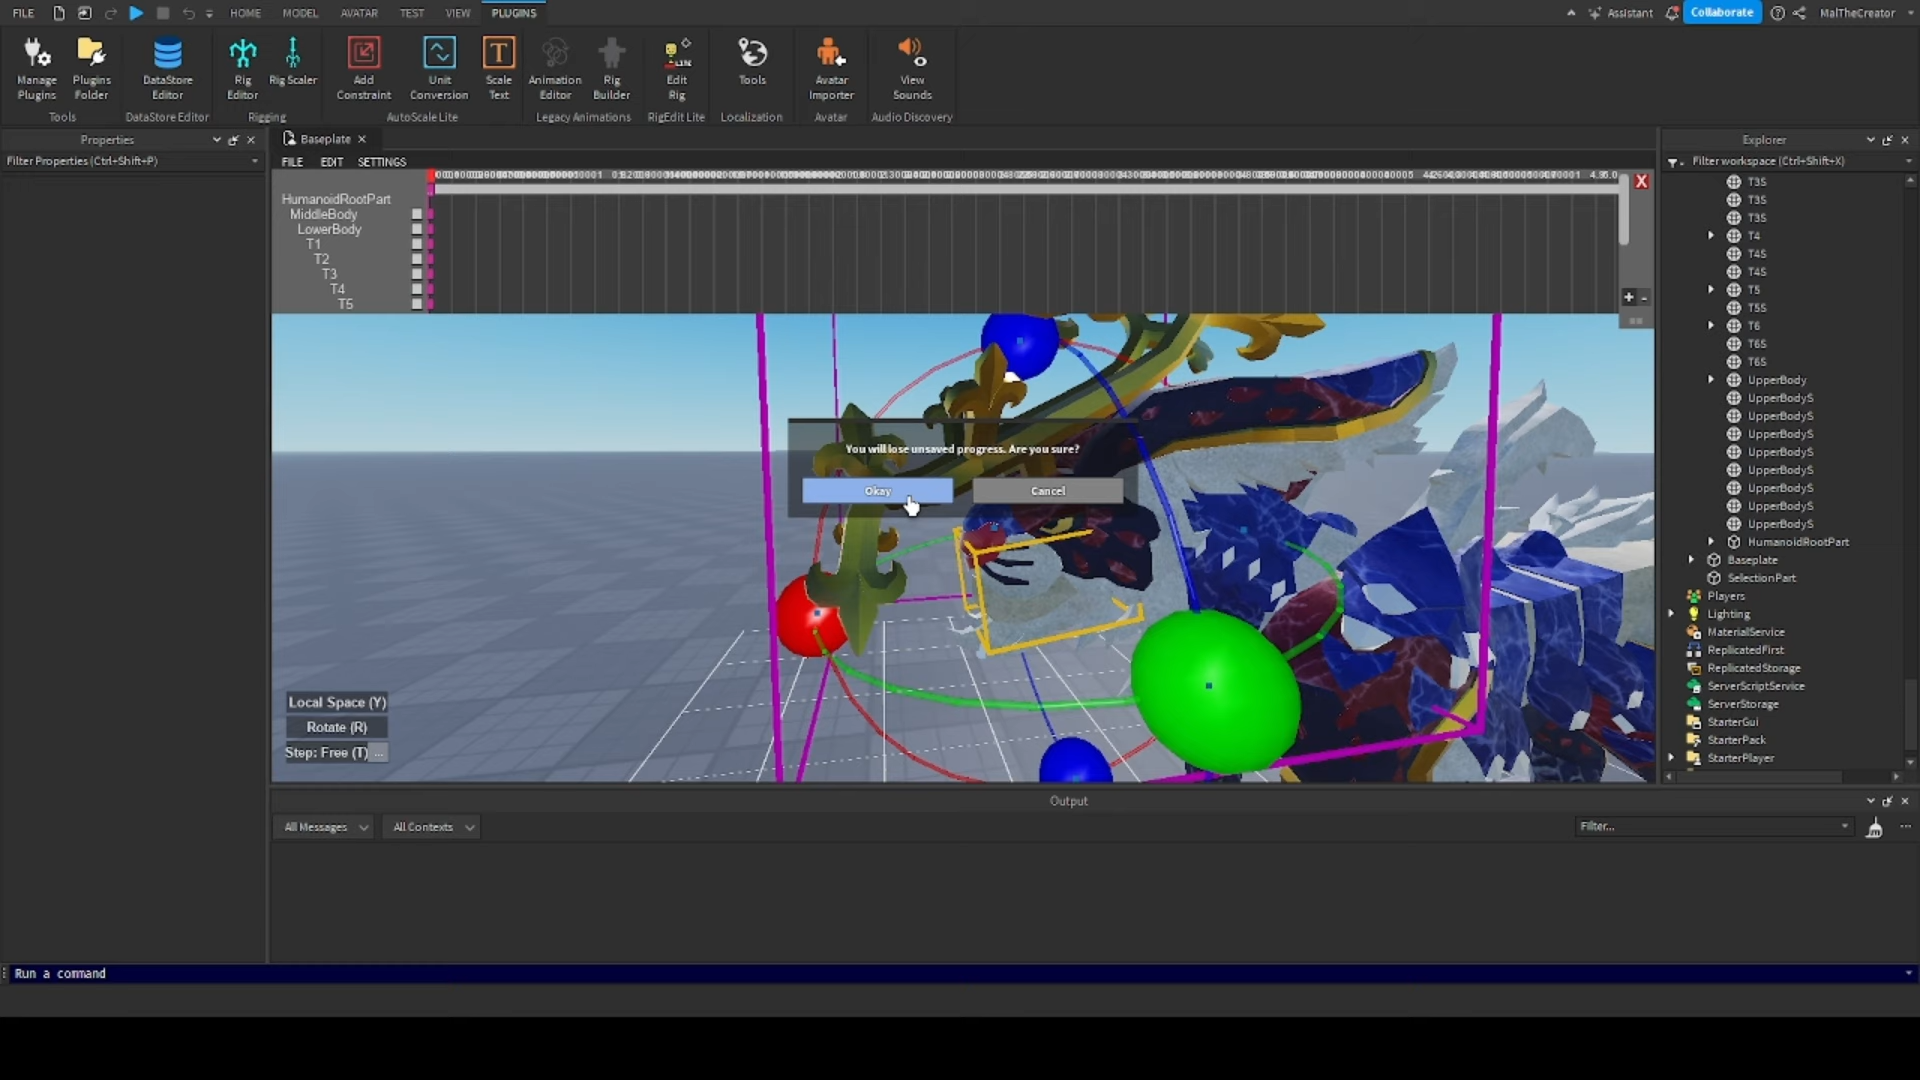 FILE
HOME
MODEL
AVATAR
TEST
VIEW
PLUGINS
Assistant
Collaborate
MalTheCreator
Manage Plugins
Plugins Folder
DataStore Editor
Rig Editor
Rig Scaler
Add Constraint
Unit Conversion
Scale Text
Animation Editor
Rig Builder
Edit Rig
Tools
Avatar Importer
View Sounds
Tools
DataStore Editor
Rigging
AutoScale Lite
Legacy Animations
RigEdit Lite
Localization
Avatar
Audio Discovery
Properties
Filter Properties (Ctrl+Shift+P)
Baseplate
FILE
EDIT
SETTINGS
HumanoidRootPart
MiddleBody
LowerBody
T1
T2
T3
T4
T5
X
+ -
You will lose unsaved progress. Are you sure?
Okay
Cancel
Local Space (Y)
Rotate (R)
Step: Free (T) ...
Explorer
Filter workspace (Ctrl+Shift+X)
T3S
T3S
T3S
T4
T4S
T4S
T5
T5S
T6
T6S
T6S
UpperBody
UpperBodyS
UpperBodyS
UpperBodyS
UpperBodyS
UpperBodyS
UpperBodyS
UpperBodyS
UpperBodyS
HumanoidRootPart
Baseplate
SelectionPart
Players
Lighting
MaterialService
ReplicatedFirst
ReplicatedStorage
ServerScriptService
ServerStorage
StarterGui
StarterPack
StarterPlayer
Output
All Messages
All Contexts
Filter...
Run a command